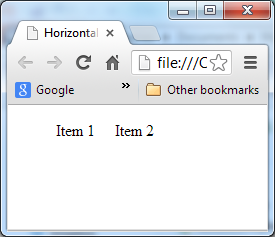 Horizontal
file:///C
Google » Other bookmarks
Item 1 Item 2